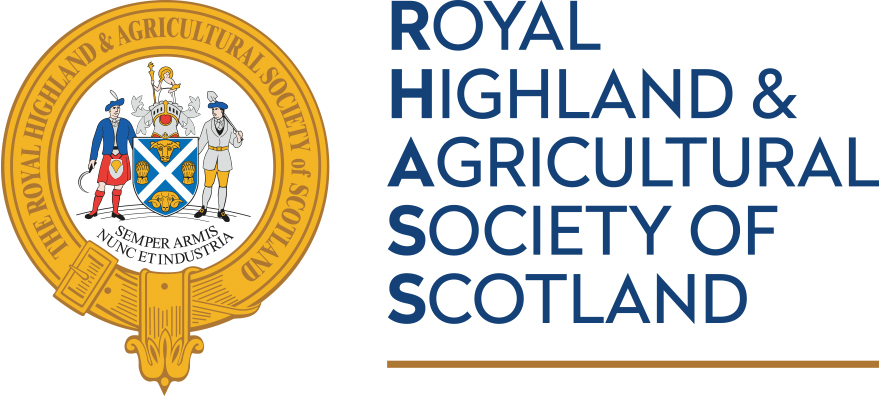 THE ROYAL HIGHLAND & AGRICULTURAL SOCIETY of SCOTLAND
SEMPER ARMIS
NUNC ET INDUSTRIA
ROYAL
HIGHLAND &
AGRICULTURAL
SOCIETY OF
SCOTLAND